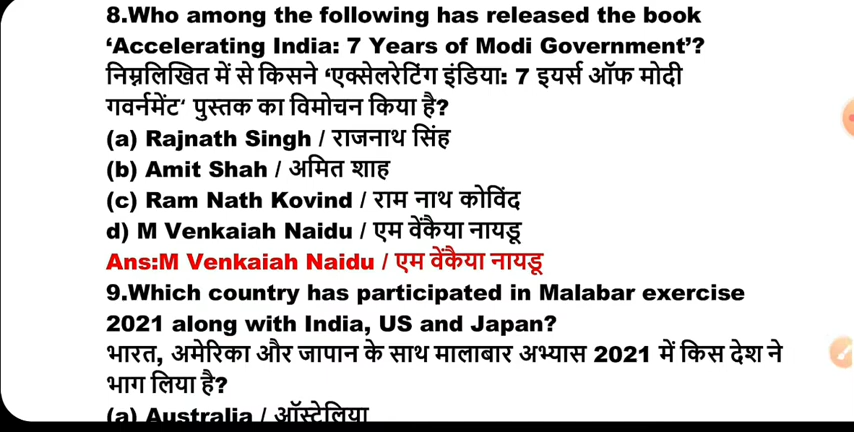 8.Who among the following has released the book
‘Accelerating India: 7 Years of Modi Government’?
निम्नलिखित में से किसने ‘एक्सेलरेटिंग इंडिया: 7 इयर्स ऑफ मोदी
गवर्नमेंट‘ पुस्तक का विमोचन किया है?
(a) Rajnath Singh / राजनाथ सिंह
(b) Amit Shah / अमित शाह
(c) Ram Nath Kovind / राम नाथ कोविंद
d) M Venkaiah Naidu / एम वेंकैया नायडू
Ans:M Venkaiah Naidu / एम वेंकैया नायडू
9.Which country has participated in Malabar exercise
2021 along with India, US and Japan?
भारत, अमेरिका और जापान के साथ मालाबार अभ्यास 2021 में किस देश ने
भाग लिया है?
(a) Australia / ऑस्टेलिया